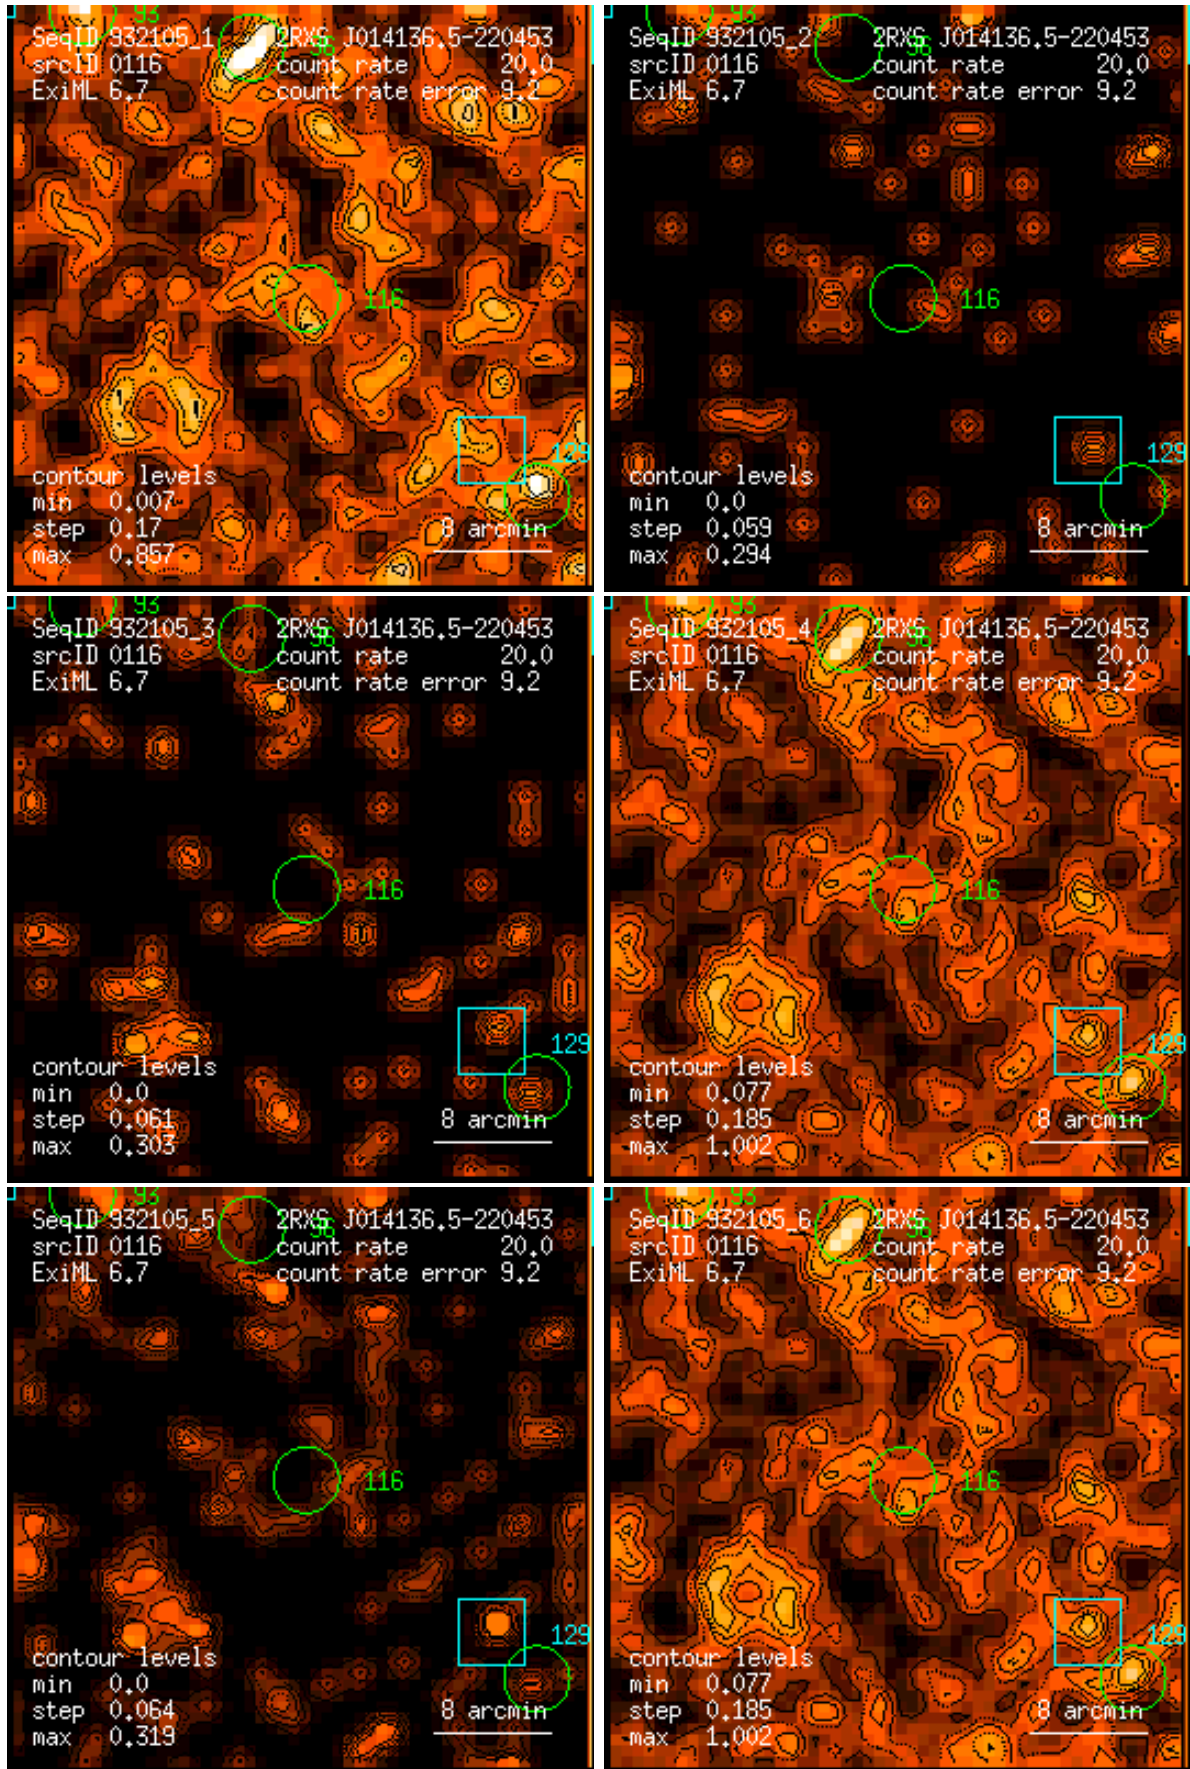 93
SeqID 932105_1 2RXS J014136.5-220453
96
srcID 0116 count rate 20.0
ExiML 6.7 count rate error 9.2
116
129
contour levels
min 0.007
step 0.17 8 arcmin
max 0.857
93
SeqID 932105_2 2RXS J014136.5-220453
96
srcID 0116 count rate 20.0
ExiML 6.7 count rate error 9.2
116
129
contour levels
min 0.0
step 0.059 8 arcmin
max 0.294
93
SeqID 932105_3 2RXS J014136.5-220453
96
srcID 0116 count rate 20.0
ExiML 6.7 count rate error 9.2
116
129
contour levels
min 0.0
step 0.061 8 arcmin
max 0.303
93
SeqID 932105_4 2RXS J014136.5-220453
96
srcID 0116 count rate 20.0
ExiML 6.7 count rate error 9.2
116
129
contour levels
min 0.077
step 0.185 8 arcmin
max 1.002
93
SeqID 932105_5 2RXS J014136.5-220453
96
srcID 0116 count rate 20.0
ExiML 6.7 count rate error 9.2
116
129
contour levels
min 0.0
step 0.064 8 arcmin
max 0.319
93
SeqID 932105_6 2RXS J014136.5-220453
96
srcID 0116 count rate 20.0
ExiML 6.7 count rate error 9.2
116
129
contour levels
min 0.077
step 0.185 8 arcmin
max 1.002